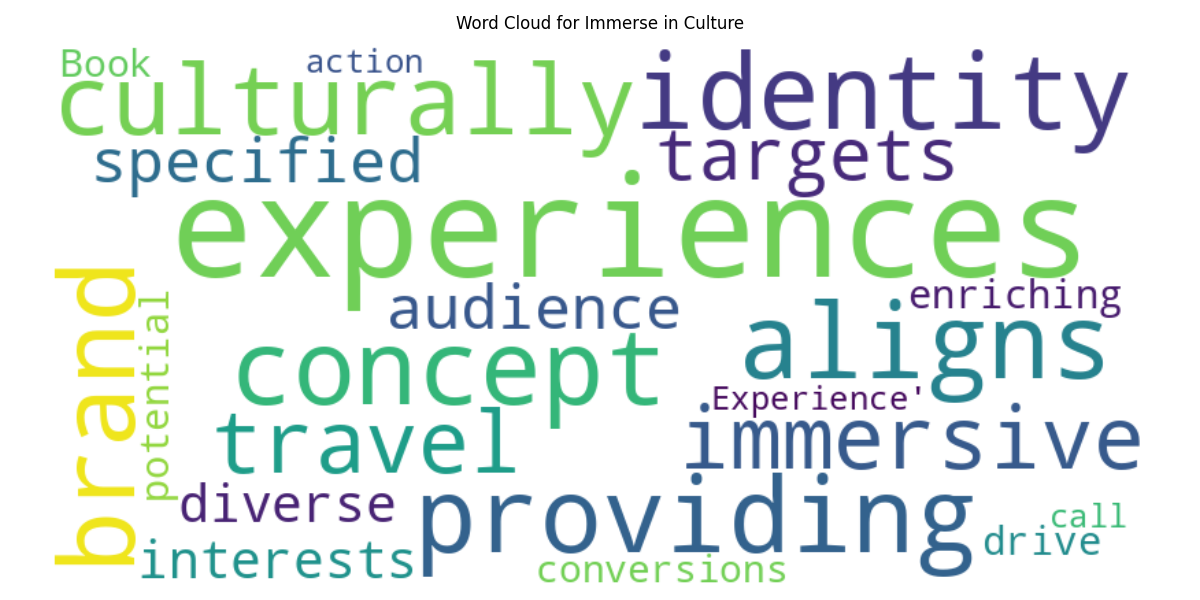 Word Cloud for Immerse in Culture
Book
action
culturally
identity
specified
targets
experiences
brand
potential
audience
enriching
concept
aligns
Experience'
travel
immersive
diverse
providing
call
drive
interests
conversions